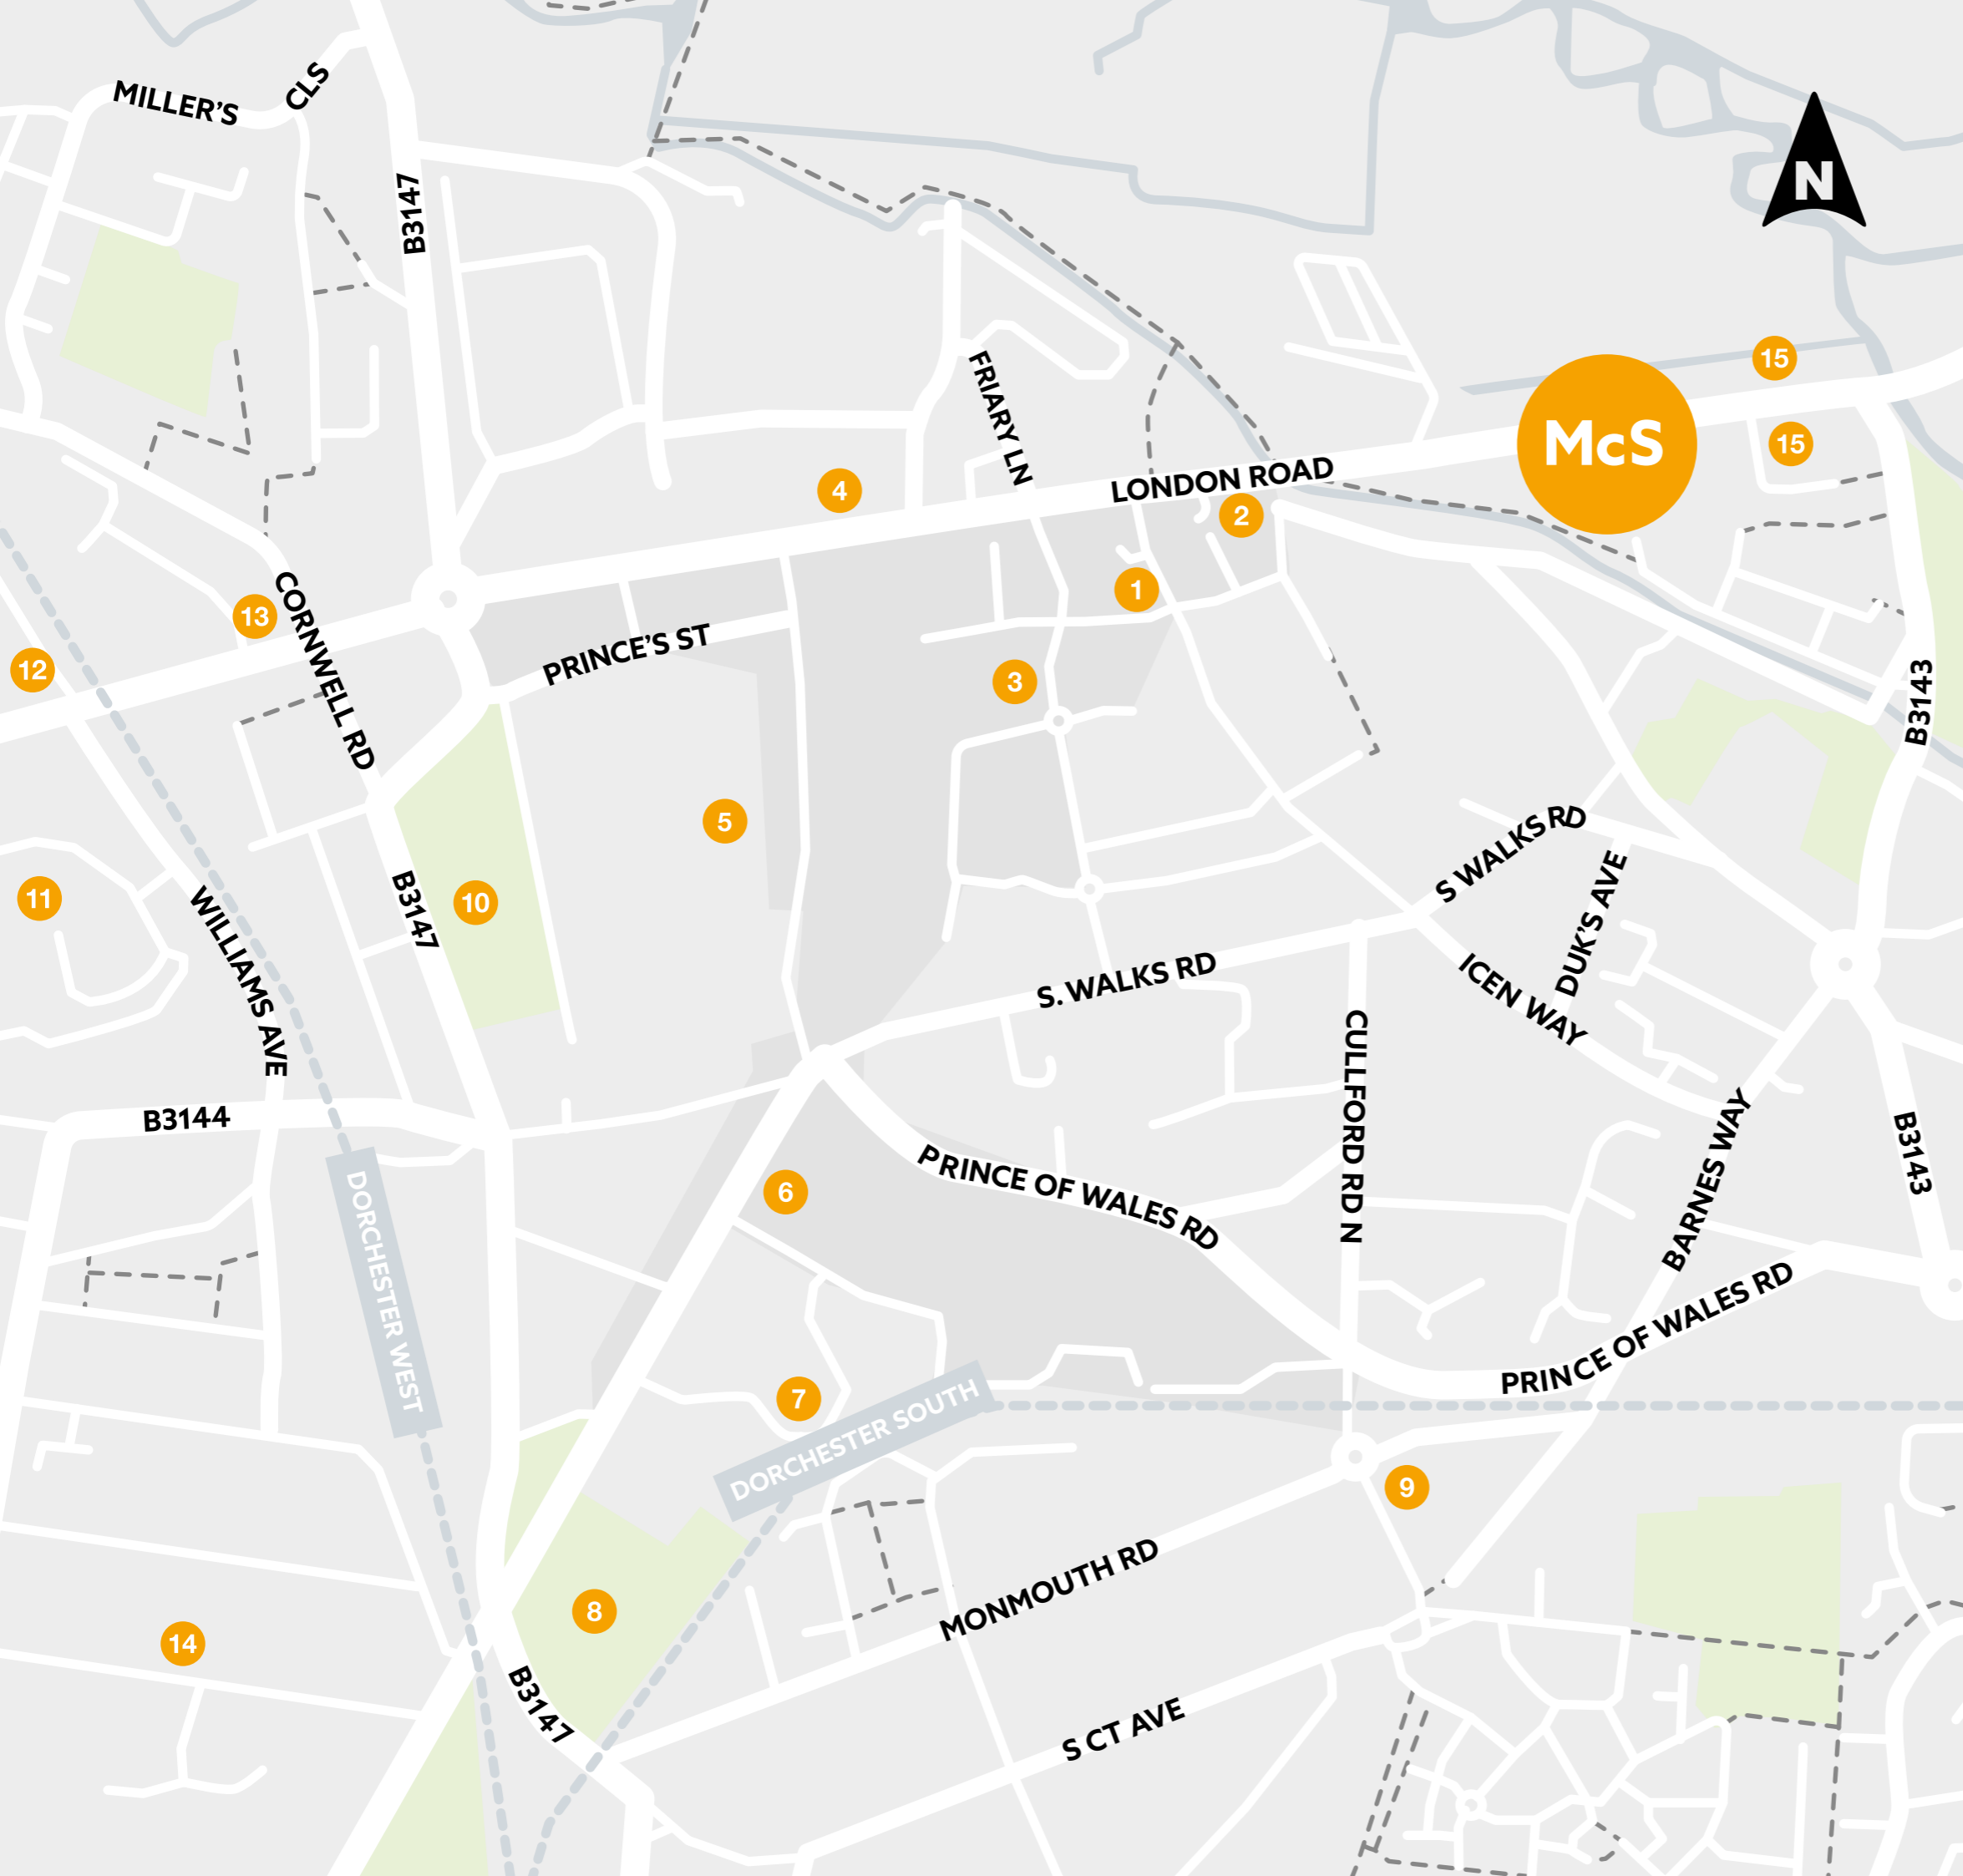 MILLER'S
CLS
B3147
N
15
FRIARY LN
McS
15
4
LONDON ROAD
2
1
13
CORNWELL RD
PRINCE'S ST
12
3
B3143
5
S WALKS RD
DUK'S AVE
11
10
B3147
WILLIAMS AVE
S. WALKS RD
ICEN WAY
CULLFORD RD N
B3144
BARNES WAY
B3143
DORCHESTER WEST
6
PRINCE OF WALES RD
PRINCE OF WALES RD
7
DORCHESTER SOUTH
9
MONMOUTH RD
8
14
B3147
S CT AVE